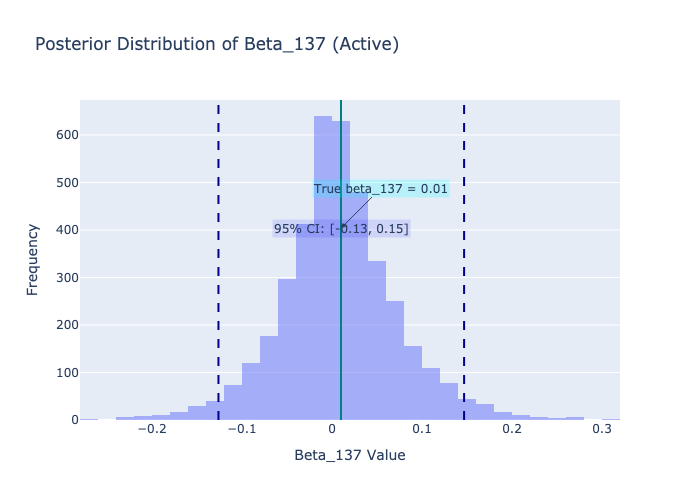 Posterior Distribution of Beta_137 (Active)
600
500
400
300
200
100
0
Frequency
True beta_137 = 0.01
95% CI: [-0.13, 0.15]
−0.2
−0.1
0
0.1
0.2
0.3
Beta_137 Value